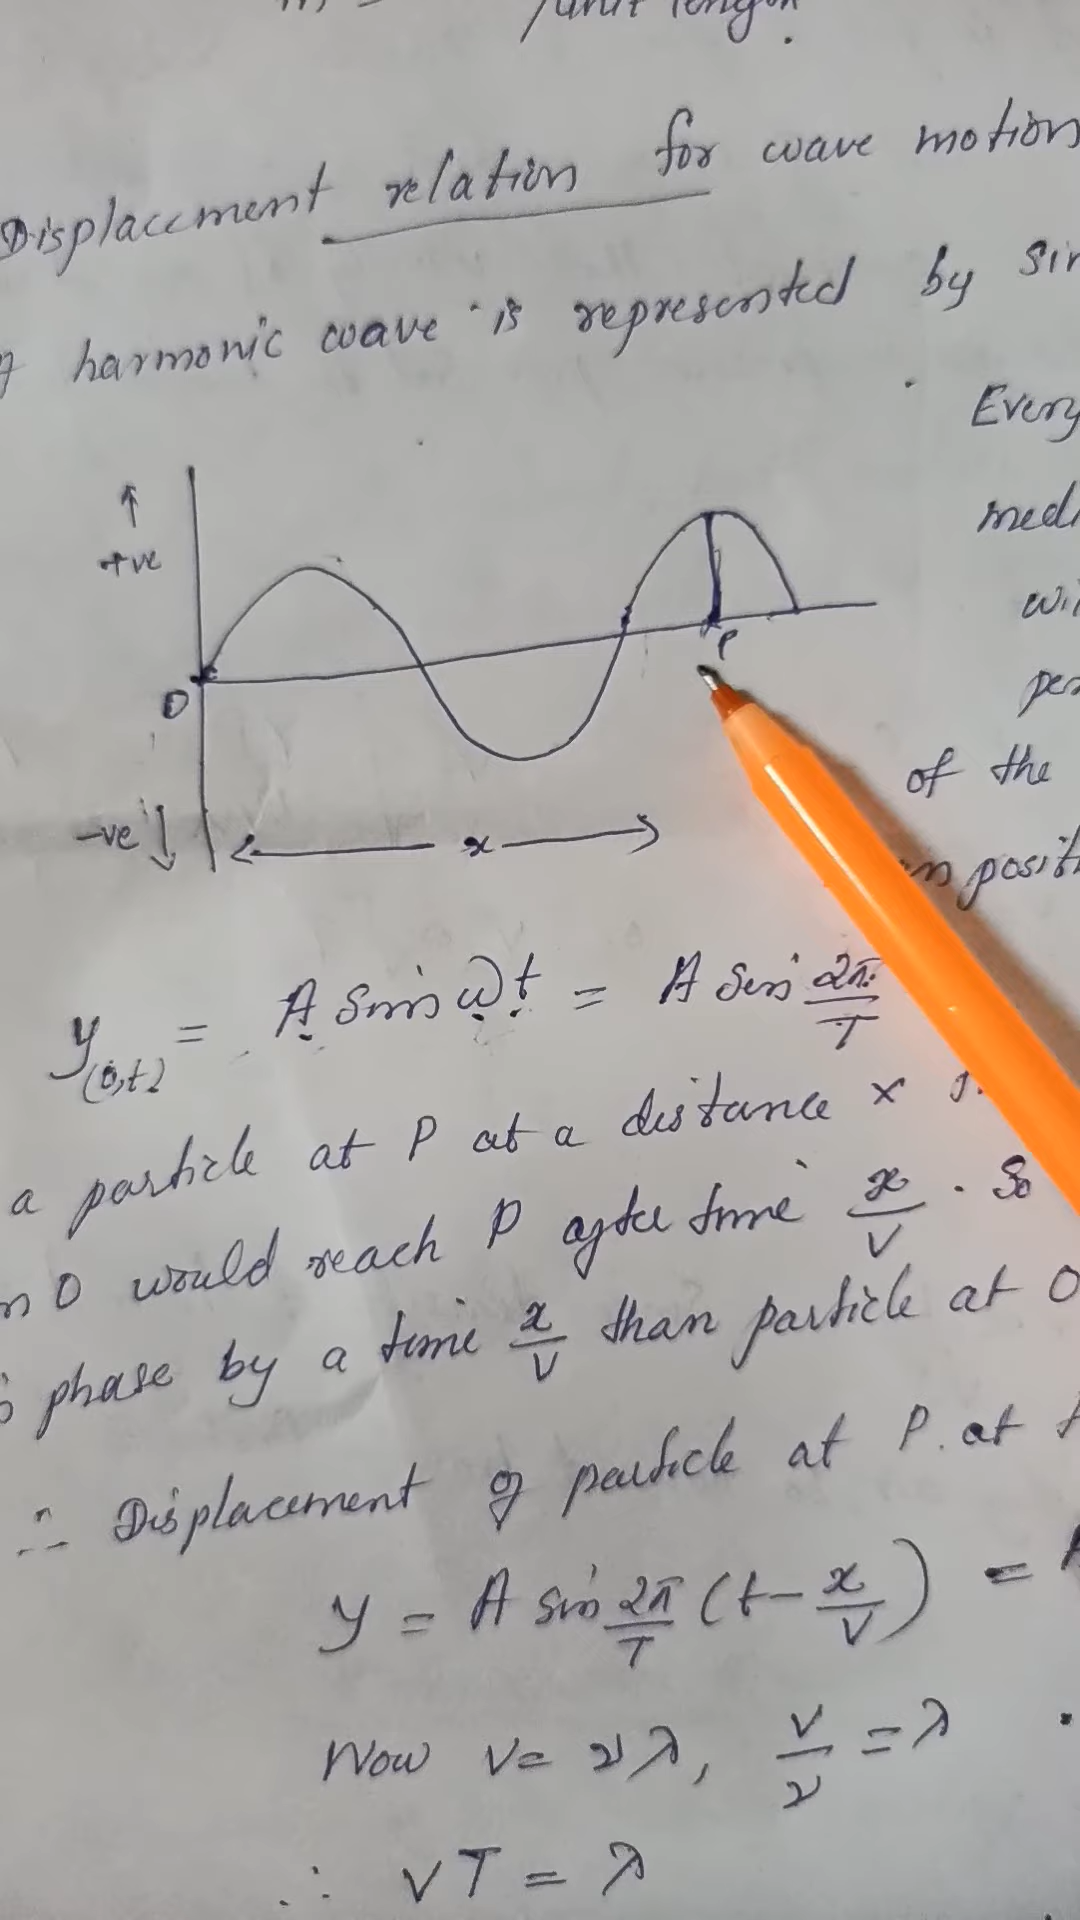 /unit length
Displacement relation for wave motion
harmonic wave is represented by
Every
↑
+ve
P
O
of the
-ve ↓
x
y(0,t) = A sin ωt = A sin 2π/T
a particle at P at a distance x
O would reach P after time x/v . So
phase by a time x/v than particle at O
∴ Displacement of particle at P. at
y = A sin 2π/T (t - x/v) =
Now v = νλ, v/ν = λ
∴ vT = λ